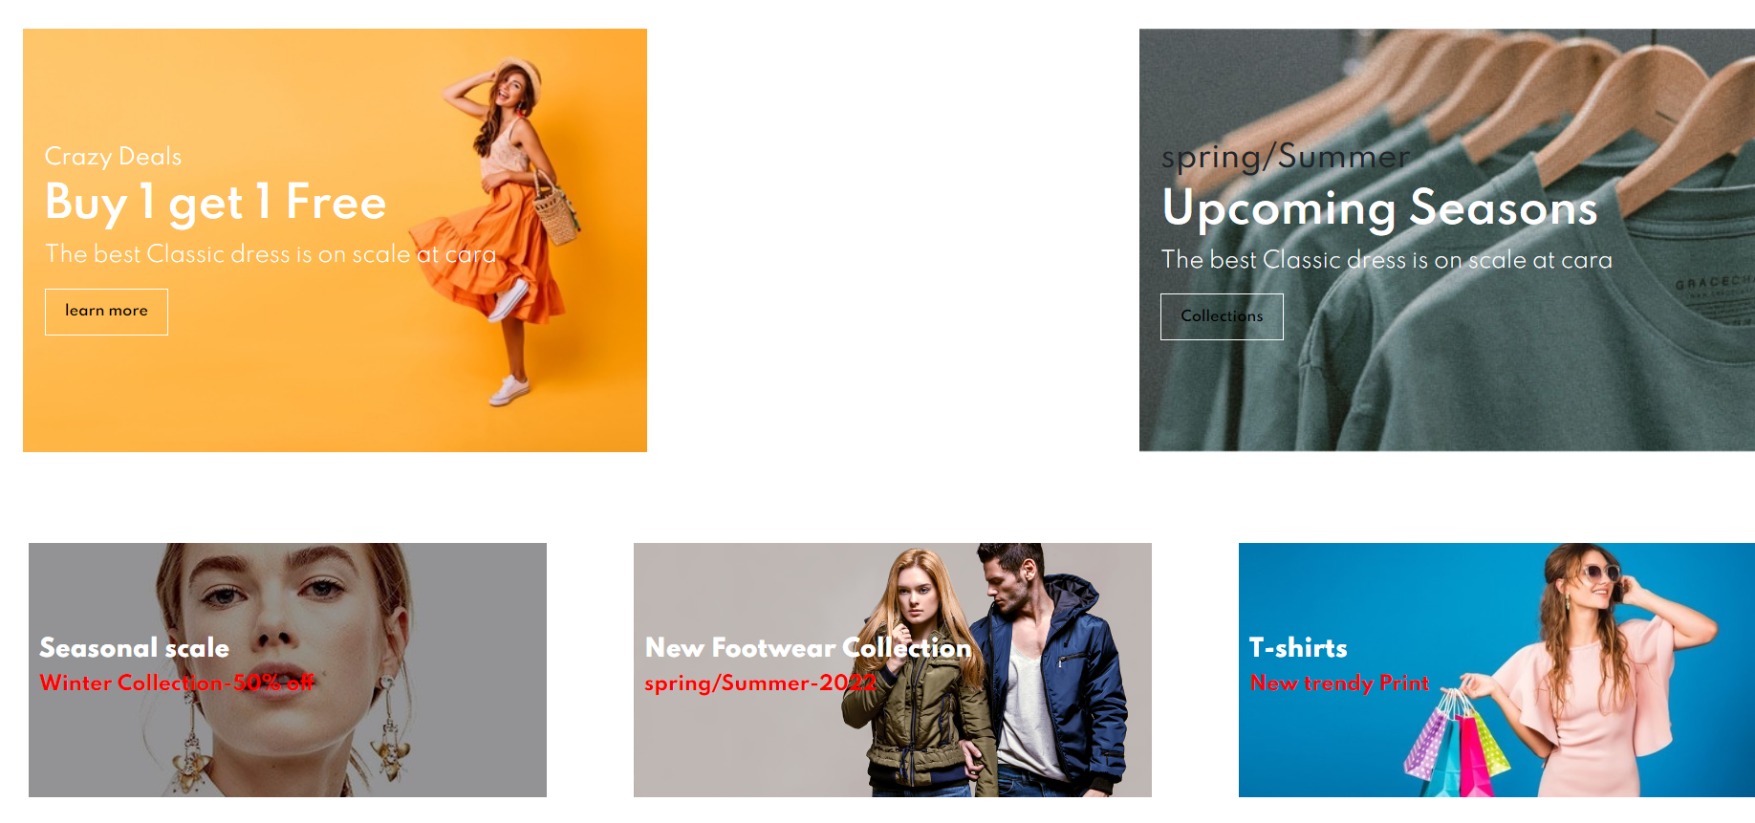 Crazy Deals
Buy 1 get 1 Free
The best Classic dress is on scale at cara
learn more
spring/Summer
Upcoming Seasons
The best Classic dress is on scale at cara
Collections
Seasonal scale
Winter Collection-50% off
New Footwear Collection
spring/Summer-2022
T-shirts
New trendy Print